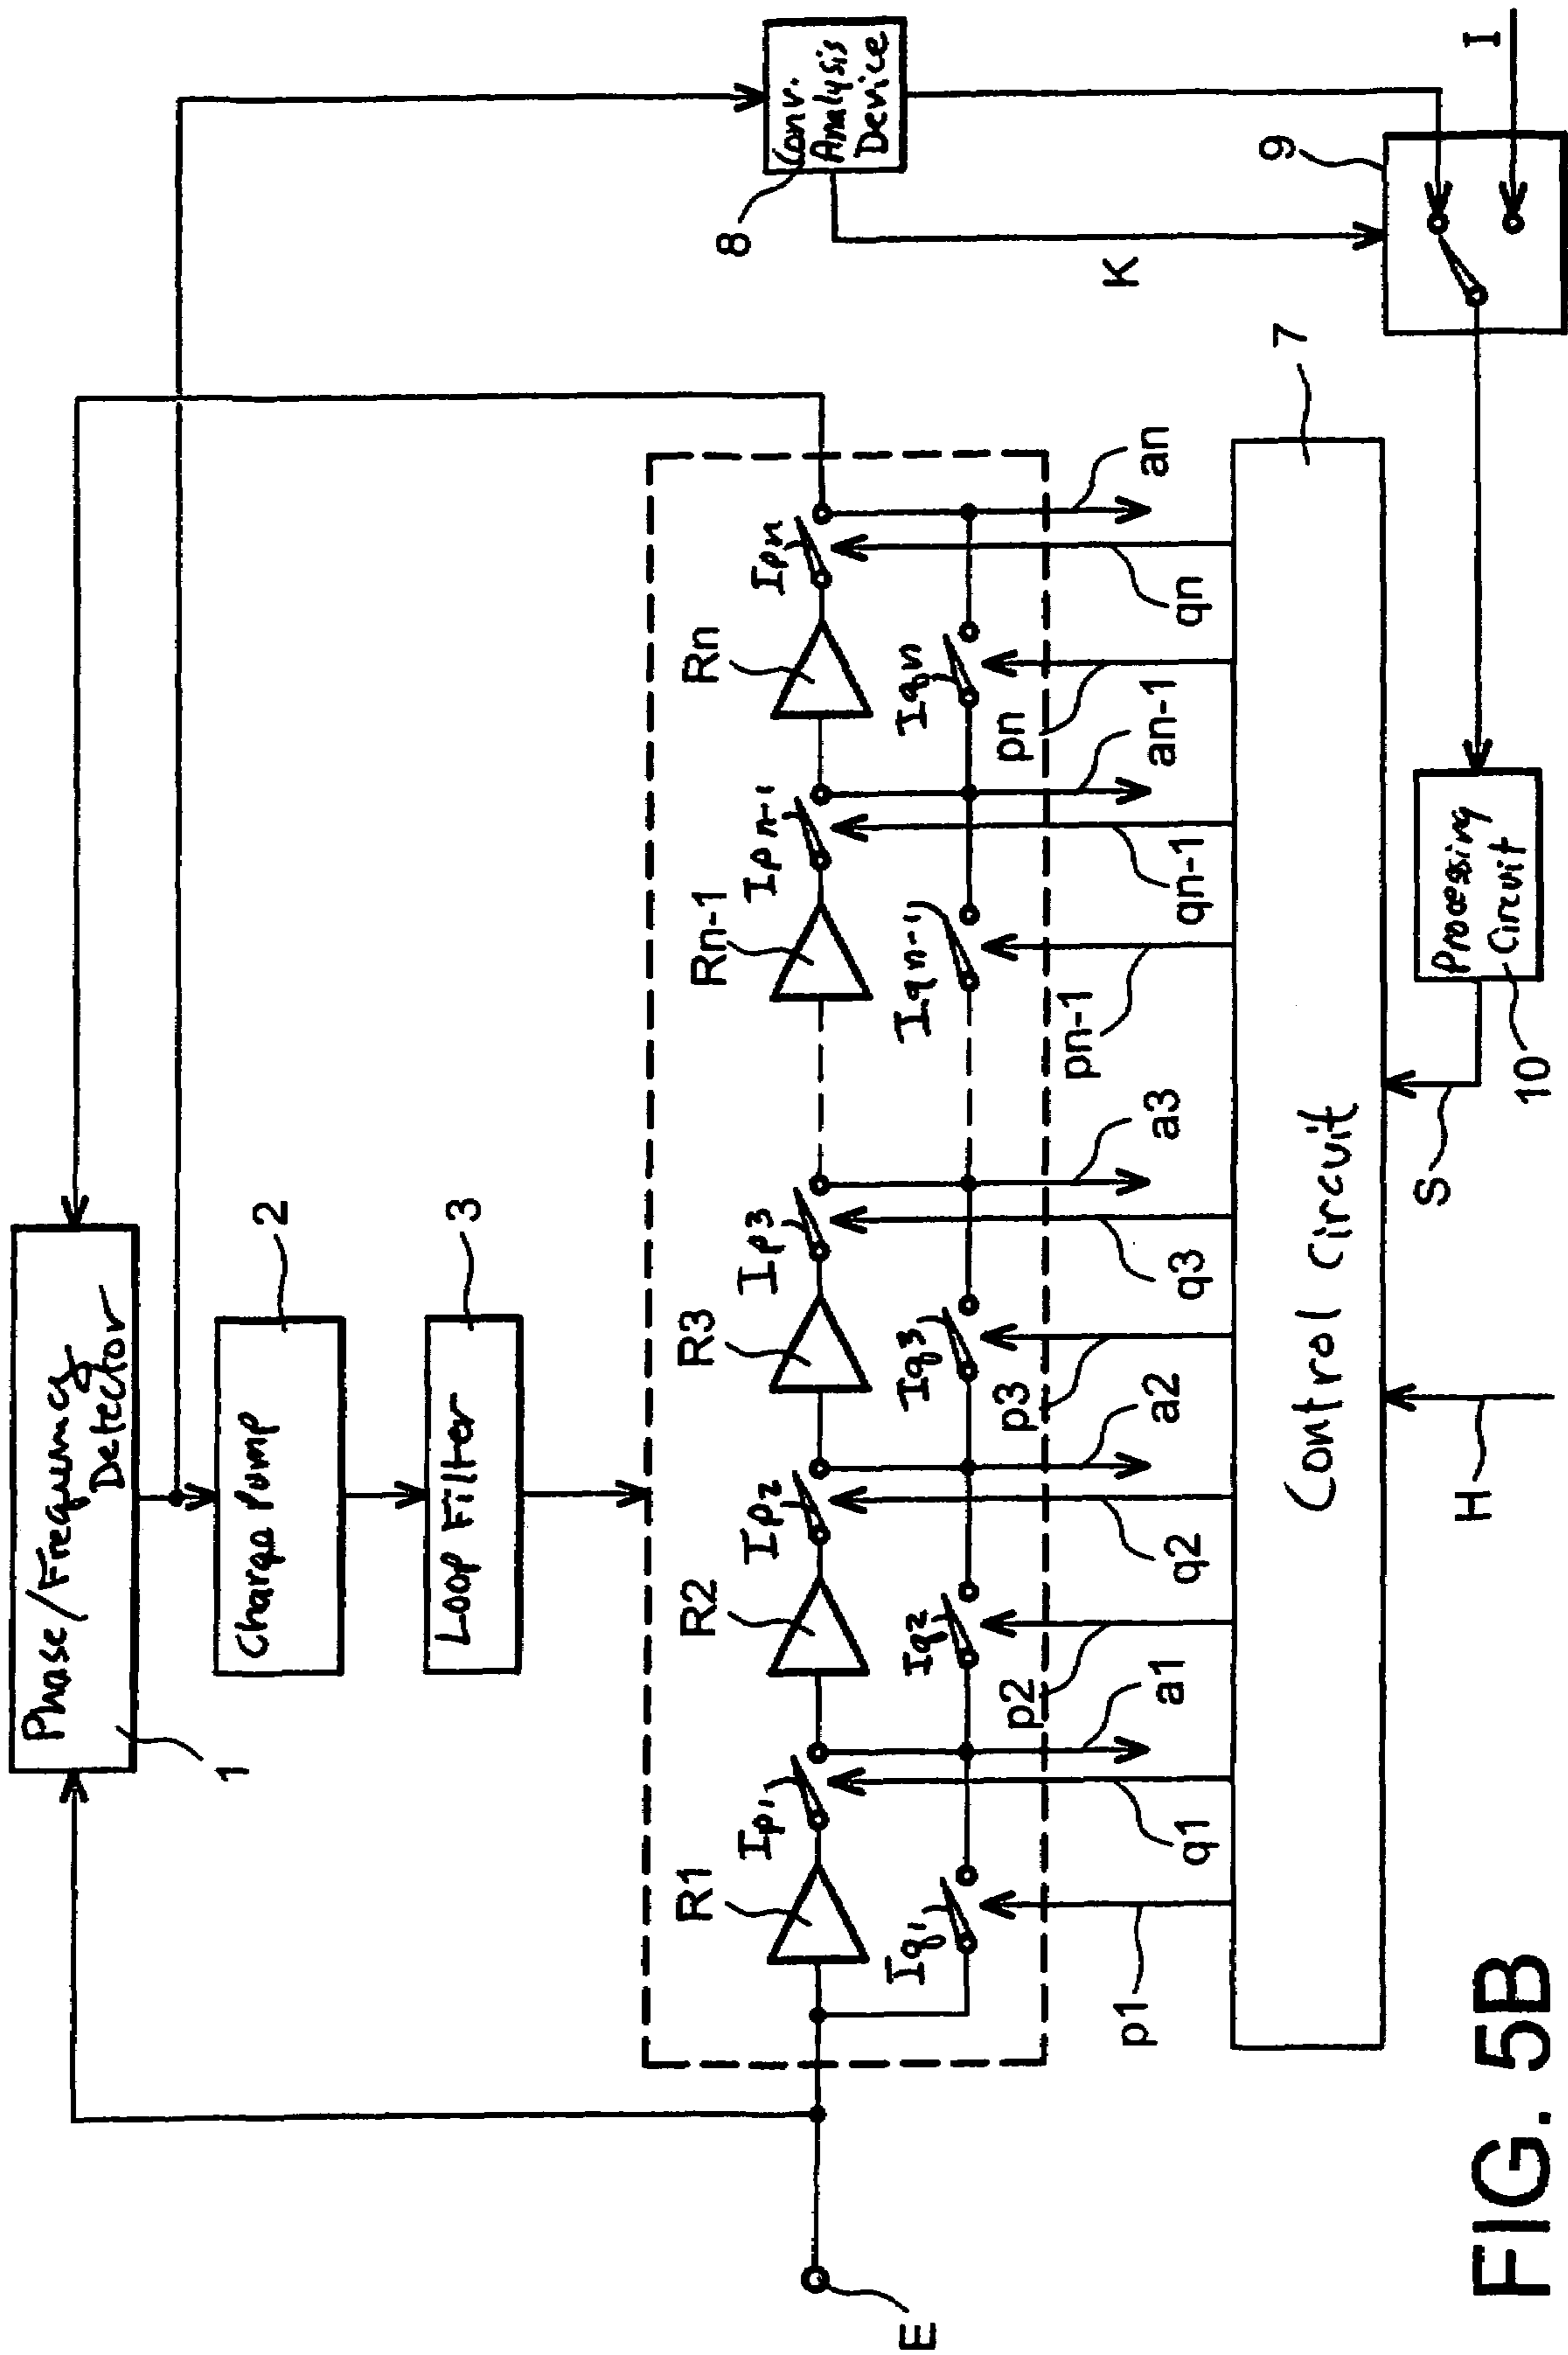 Phase/Frequency
Detector
1
Charge Pump
2
Loop Filter
3
Conv.
Analysis
Device
8
K
9
I
R1
R2
R3
Rn-1
Rn
Ip1
Ip2
Ip3
Ipn-1
Ipn
Iq1
Iq2
Iq3
Iqn-1
Iqn
E
p1
q1
a1
p2
q2
a2
p3
q3
a3
pn-1
qn-1
an-1
pn
qn
an
Control Circuit
7
H
S
Processing
Circuit
10
FIG. 5B